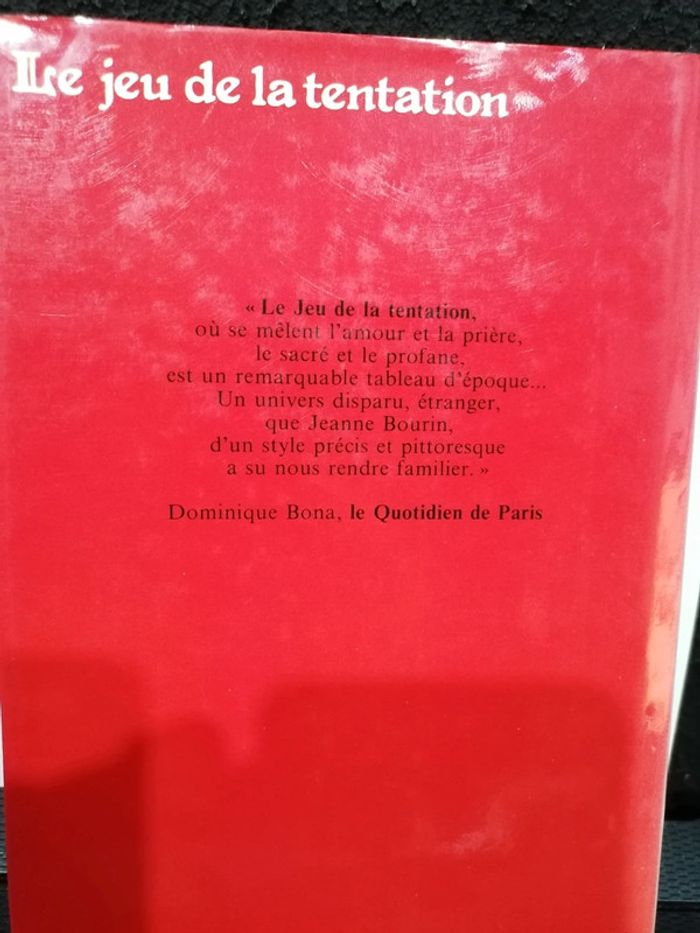 Le jeu de la tentation
« Le Jeu de la tentation,
où se mêlent l'amour et la prière,
le sacré et le profane,
est un remarquable tableau d'époque...
Un univers disparu, étranger,
que Jeanne Bourin,
d'un style précis et pittoresque
a su nous rendre familier. »
Dominique Bona, le Quotidien de Paris